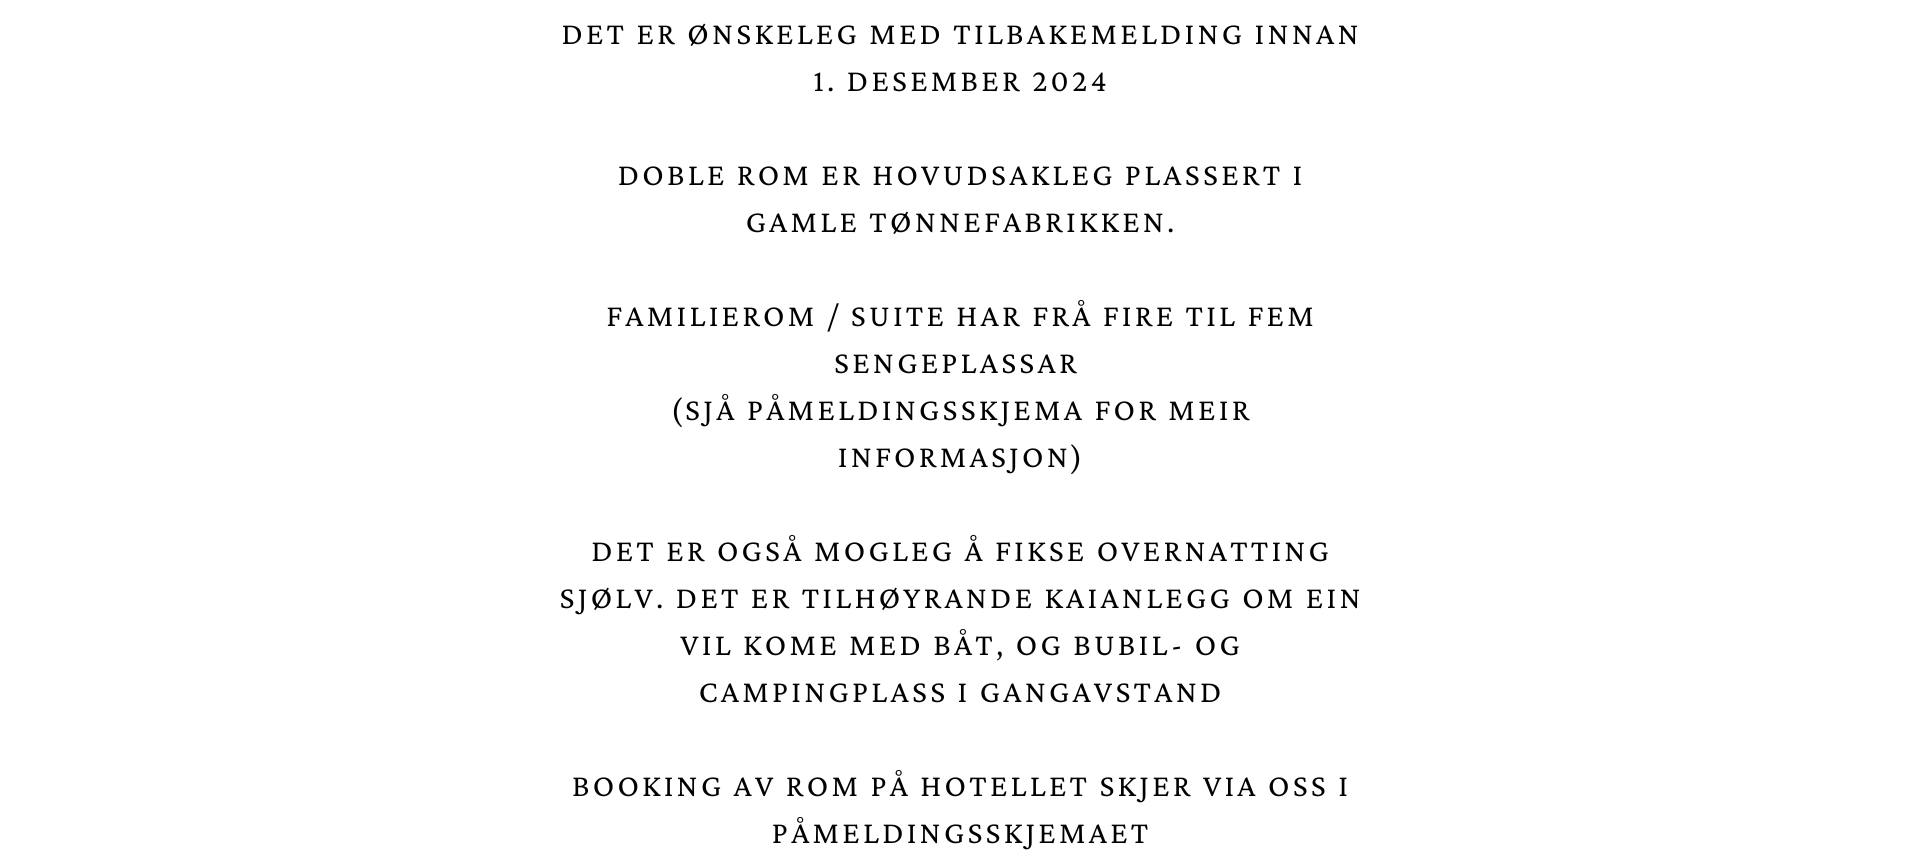 DET ER ØNSKELEG MED TILBAKEMELDING INNAN
1. DESEMBER 2024
DOBLE ROM ER HOVUDSAKLEG PLASSERT I
GAMLE TØNNEFABRIKKEN.
FAMILIEROM / SUITE HAR FRÅ FIRE TIL FEM
SENGEPLASSAR
(SJÅ PÅMELDINGSSKJEMA FOR MEIR
INFORMASJON)
DET ER OGSÅ MOGLEG Å FIKSE OVERNATTING
SJØLV. DET ER TILHØYRANDE KAIANLEGG OM EIN
VIL KOME MED BÅT, OG BUBIL- OG
CAMPINGPLASS I GANGAVSTAND
BOOKING AV ROM PÅ HOTELLET SKJER VIA OSS I
PÅMELDINGSSKJEMAET